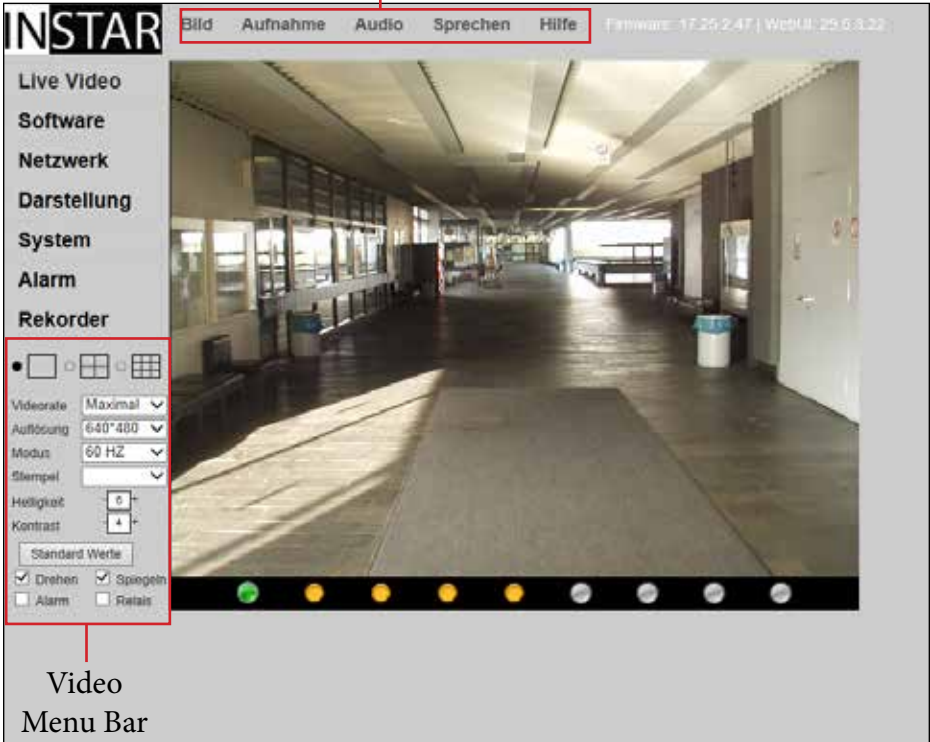 INSTAR
Bild Aufnahme Audio Sprechen Hilfe Firmware: 17.25.2.47 | WebUI: 29.5.3.22
Live Video
Software
Netzwerk
Darstellung
System
Alarm
Rekorder
Videorate Maximal
Auflösung 640*480
Modus 60 HZ
Stempel
Helligkeit - 6 +
Kontrast - 4 +
Standard Werte
Drehen Spiegeln
Alarm Relais
Video
Menu Bar